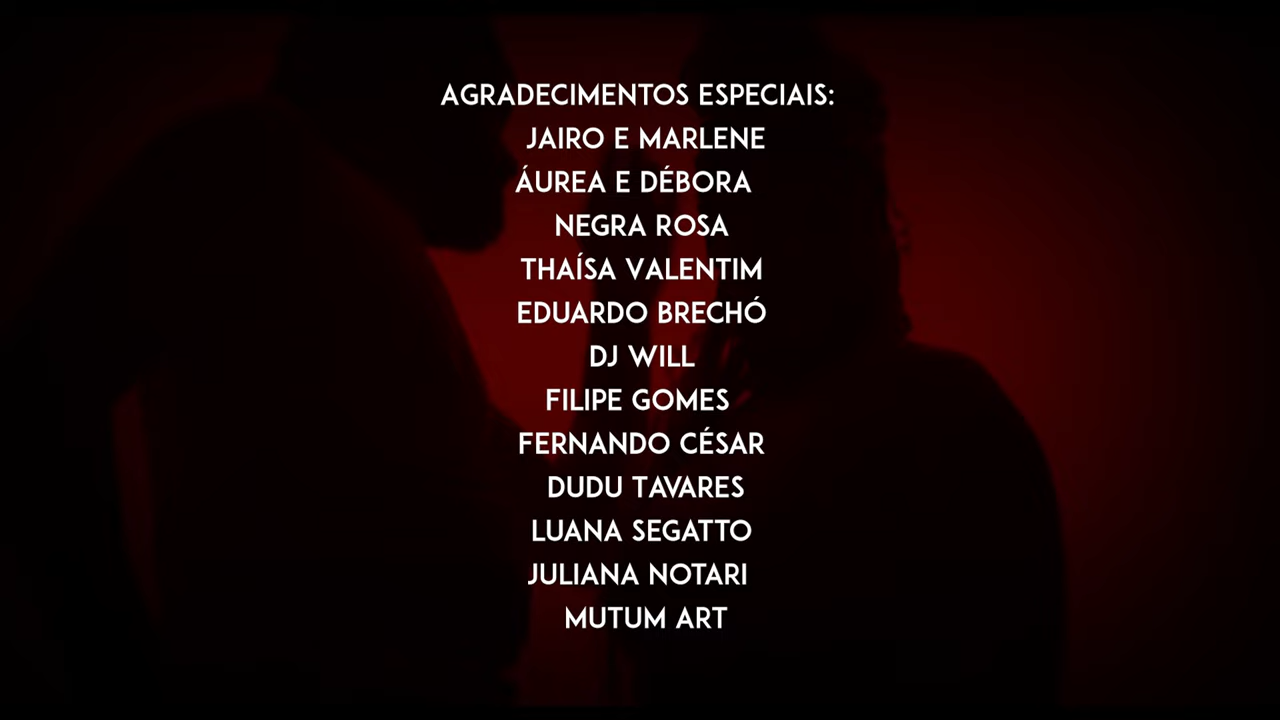 AGRADECIMENTOS ESPECIAIS:
JAIRO E MARLENE
ÁUREA E DÉBORA
NEGRA ROSA
THAÍSA VALENTIM
EDUARDO BRECHÓ
DJ WILL
FILIPE GOMES
FERNANDO CÉSAR
DUDU TAVARES
LUANA SEGATTO
JULIANA NOTARI
MUTUM ART